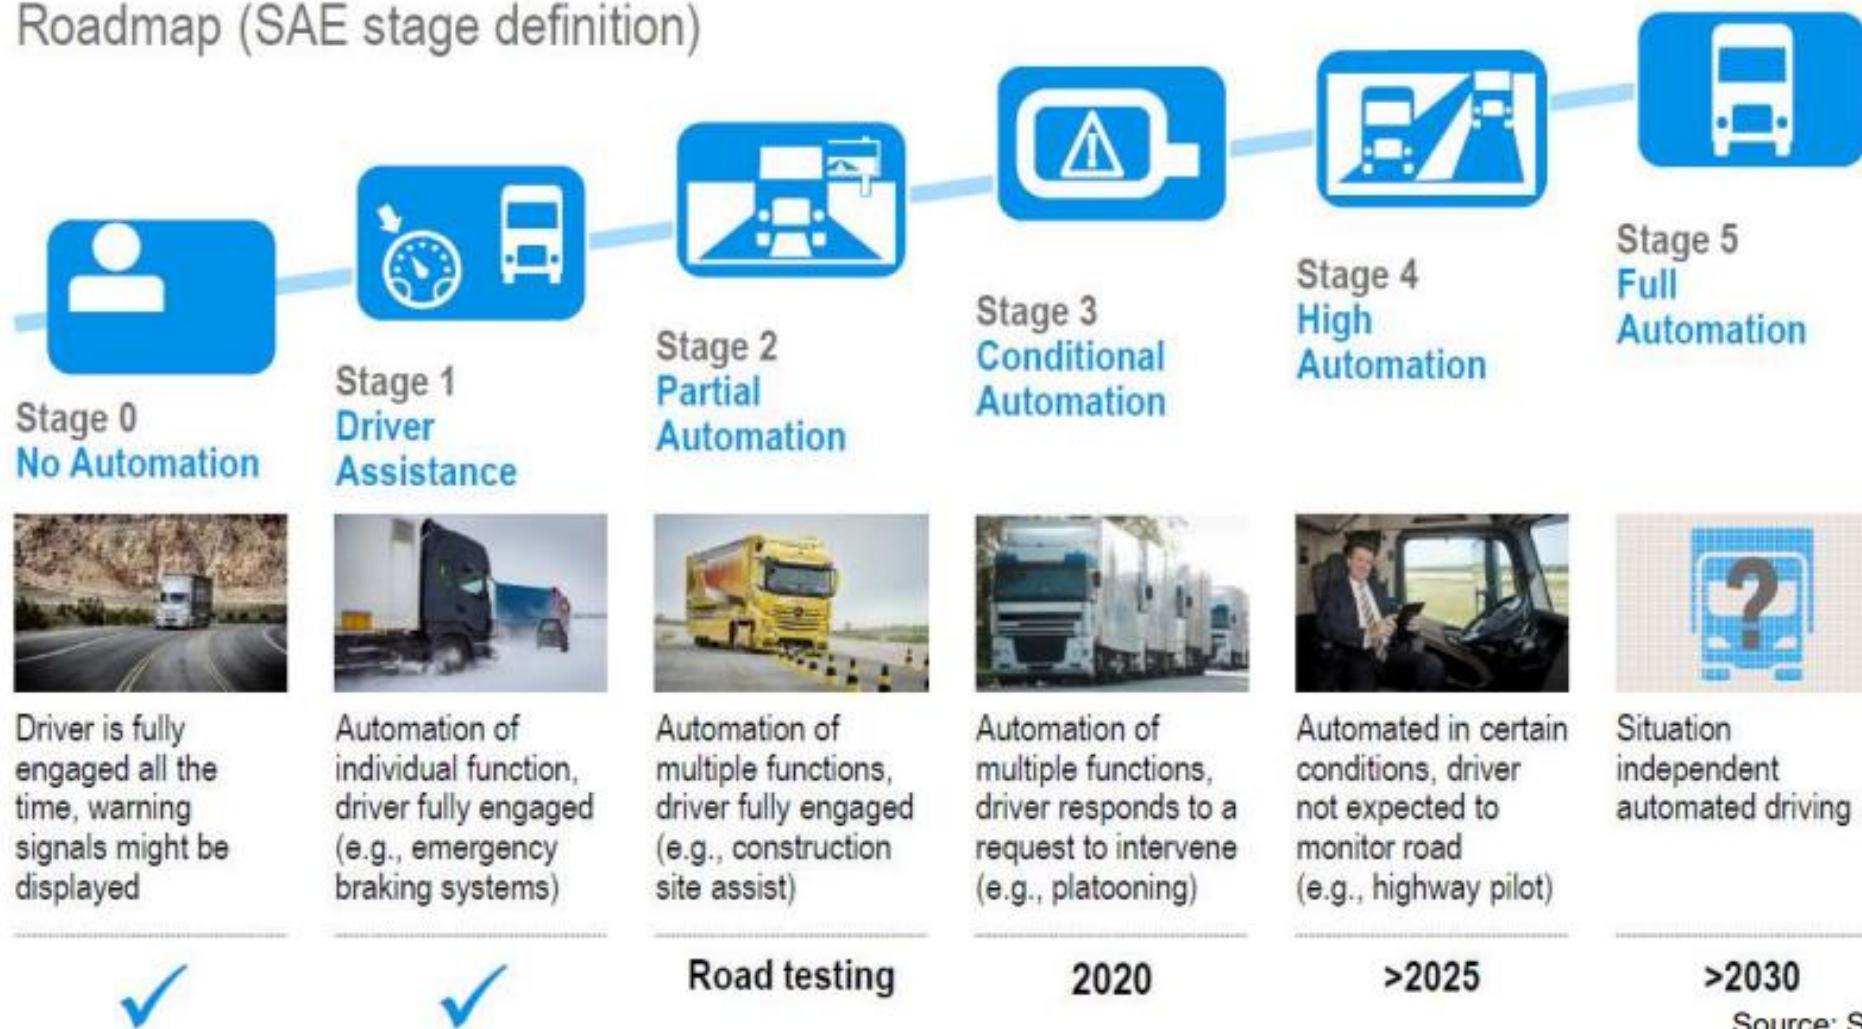 Roadmap (SAE stage definition)
Stage 0
No Automation
Driver is fully
engaged all the
time, warning
signals might be
displayed
Stage 1
Driver
Assistance
Automation of
individual function,
driver fully engaged
(e.g., emergency
braking systems)
Stage 2
Partial
Automation
Automation of
multiple functions,
driver fully engaged
(e.g., construction
site assist)
Road testing
Stage 3
Conditional
Automation
Automation of
multiple functions,
driver responds to a
request to intervene
(e.g., platooning)
2020
Stage 4
High
Automation
Automated in certain
conditions, driver
not expected to
monitor road
(e.g., highway pilot)
>2025
Stage 5
Full
Automation
?
Situation
independent
automated driving
>2030
Source: S